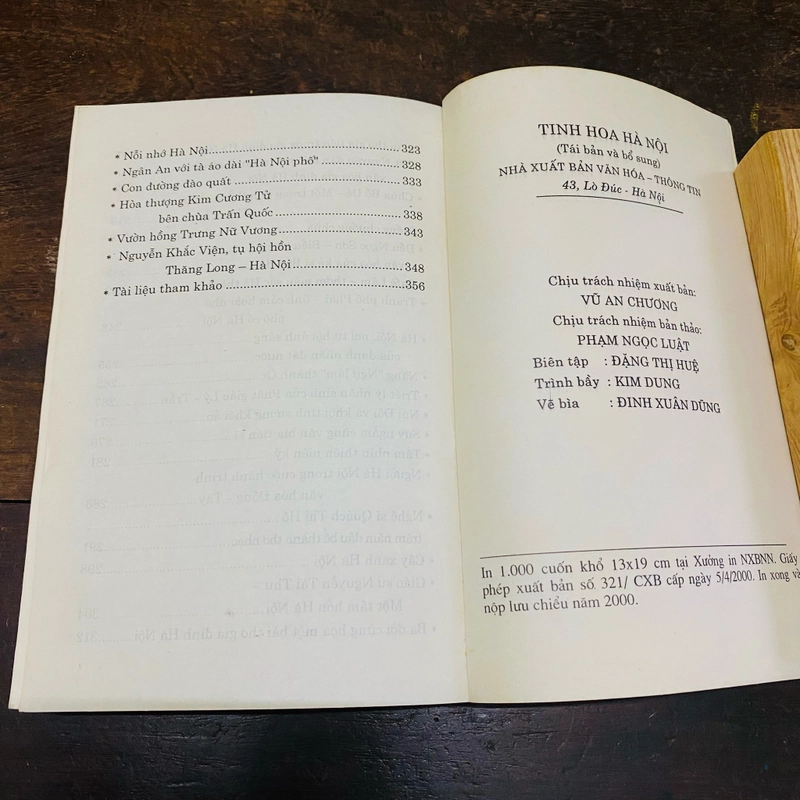 * Nỗi nhớ Hà Nội..................................................323
* Ngân An với tà áo dài "Hà Nội phố"....................328
* Con đường dào quất ............................................333
* Hòa thượng Kim Cương Tử
bên chùa Trấn Quốc................................338
* Vườn hồng Trưng Nữ Vương..............................343
* Nguyễn Khắc Viện, tụ hội hồn
Thăng Long – Hà Nội..............................348
* Tài liệu tham khảo ..............................................356
TINH HOA HÀ NỘI
(Tái bản và bổ sung)
NHÀ XUẤT BẢN VĂN HÓA – THÔNG TIN
43, Lò Đúc - Hà Nội
Chịu trách nhiệm xuất bản:
VŨ AN CHƯƠNG
Chịu trách nhiệm bản thảo:
PHẠM NGỌC LUẬT
Biên tập : ĐẶNG THỊ HUỆ
Trình bầy : KIM DUNG
Vẽ bìa : ĐINH XUÂN DŨNG
In 1.000 cuốn khổ 13x19 cm tại Xưởng in NXBNN. Giấy
phép xuất bản số 321/ CXB cấp ngày 5/4/2000. In xong và
nộp lưu chiểu năm 2000.